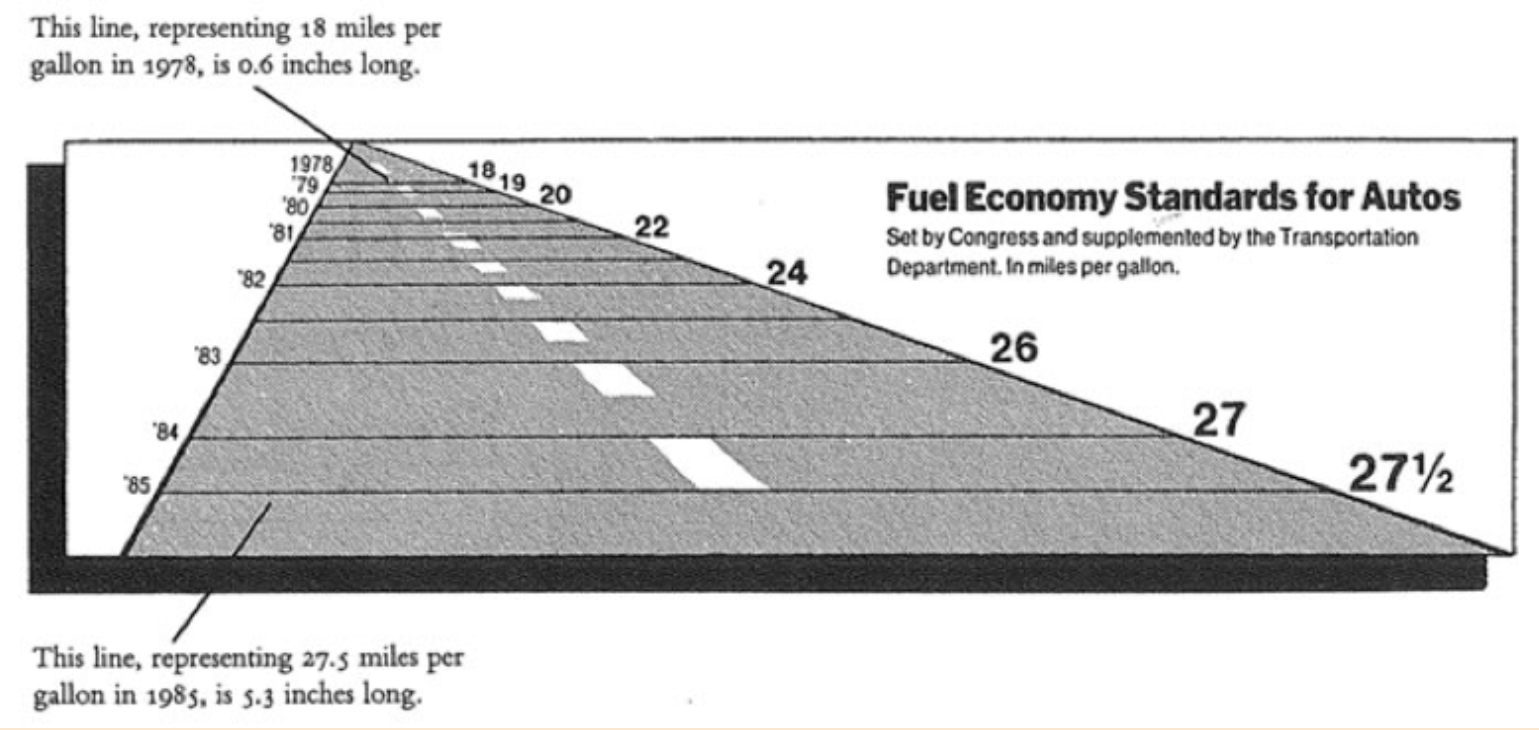 This line, representing 18 miles per
gallon in 1978, is 0.6 inches long.
1978 18
'79 19
'80 20
'81 22
'82 24
'83 26
'84 27
'85 27½
Fuel Economy Standards for Autos
Set by Congress and supplemented by the Transportation
Department. In miles per gallon.
This line, representing 27.5 miles per
gallon in 1985, is 5.3 inches long.